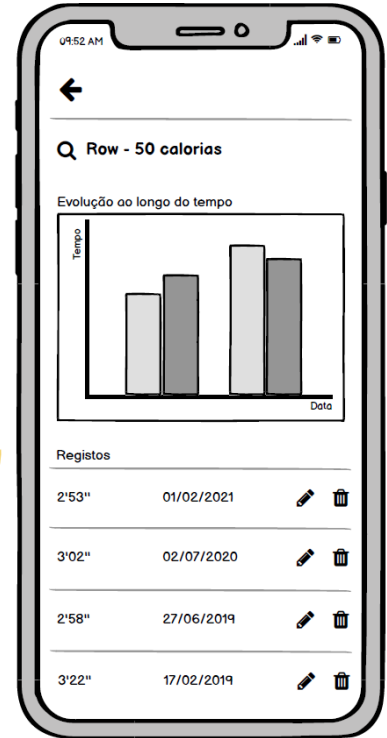 09:52 AM
Row - 50 calorias
Evolução ao longo do tempo
Tempo
Data
Registos
2'53" 01/02/2021
3'02" 02/07/2020
2'58" 27/06/2019
3'22" 17/02/2019